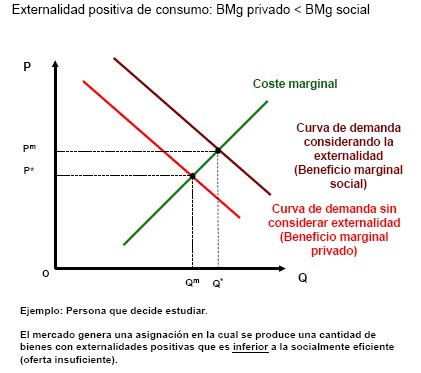 Externalidad positiva de consumo: BMg privado < BMg social
P
Coste marginal
Curva de demanda
considerando la
externalidad
(Beneficio marginal
social)
Pᵐ
P*
Curva de demanda sin
considerar externalidad
(Beneficio marginal
privado)
O
Qᵐ
Q*
Q
Ejemplo: Persona que decide estudiar.
El mercado genera una asignación en la cual se produce una cantidad de
bienes con externalidades positivas que es inferior a la socialmente eficiente
(oferta insuficiente).